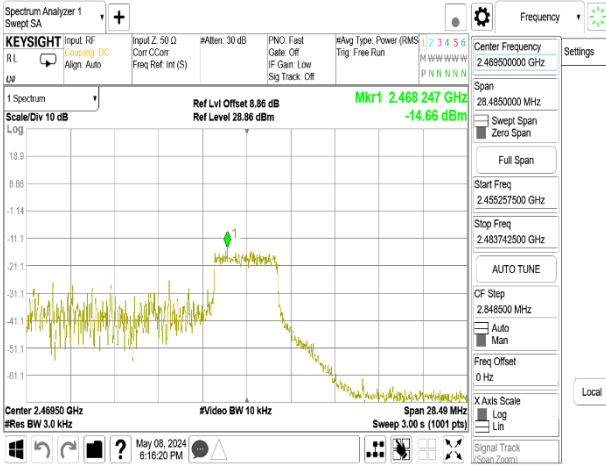 Spectrum Analyzer 1
Swept SA
+
Frequency
KEYSIGHT
RL
Input: RF
Coupling: DC
Align: Auto
Input Z: 50 Ω
Corr CCorr
Freq Ref: Int (S)
#Atten: 30 dB
PNO: Fast
Gate: Off
IF Gain: Low
Sig Track: Off
#Avg Type: Power (RMS
Trig: Free Run
1 2 3 4 5 6
M W W W W W
P N N N N N
1 Spectrum
Scale/Div 10 dB
Log
Ref Lvl Offset 8.86 dB
Ref Level 28.86 dBm
Mkr1 2.468 247 GHz
-14.66 dBm
18.9
8.86
-1.14
-11.1
-21.1
-31.1
-41.1
-51.1
-61.1
1
Center 2.46950 GHz
#Res BW 3.0 kHz
#Video BW 10 kHz
Span 28.49 MHz
Sweep 3.00 s (1001 pts)
May 08, 2024
6:16:20 PM
?
Center Frequency
2.469500000 GHz
Span
28.4850000 MHz
Swept Span
Zero Span
Full Span
Start Freq
2.455257500 GHz
Stop Freq
2.483742500 GHz
AUTO TUNE
CF Step
2.848500 MHz
Auto
Man
Freq Offset
0 Hz
X Axis Scale
Log
Lin
Signal Track
(Span Zoom)
Settings
Local